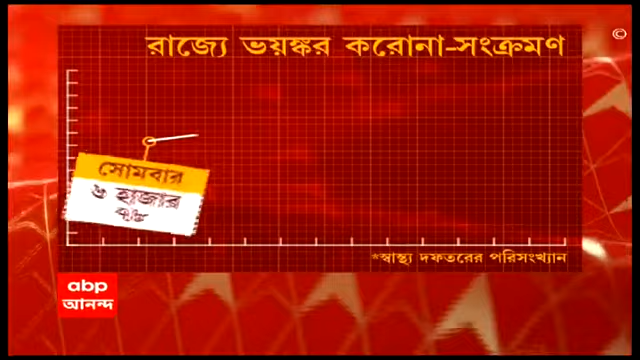 রাজ্যে ভয়ঙ্কর করোনা-সংক্রমণ
©
সোমবার
৬ হাজার
৭৮
*স্বাস্থ্য দফতরের পরিসংখ্যান
abp
আনন্দ